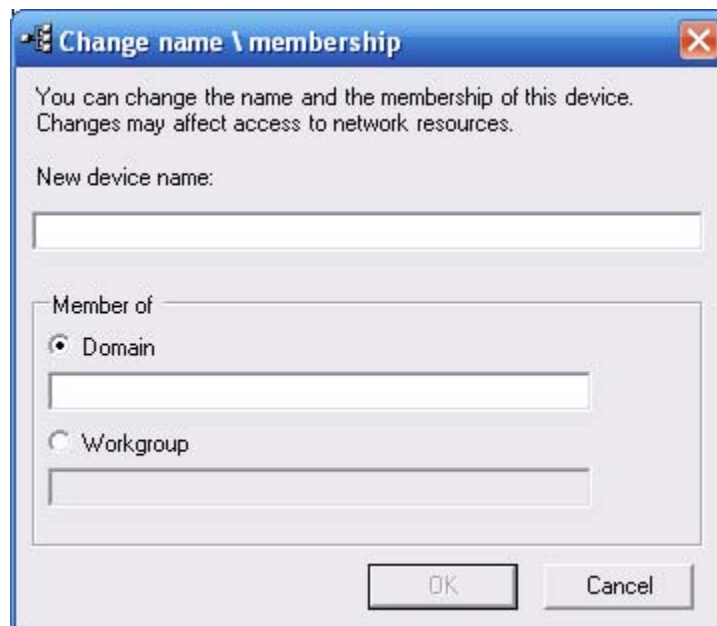 Change name \ membership
You can change the name and the membership of this device.
Changes may affect access to network resources.
New device name:
Member of
Domain
Workgroup
OK
Cancel